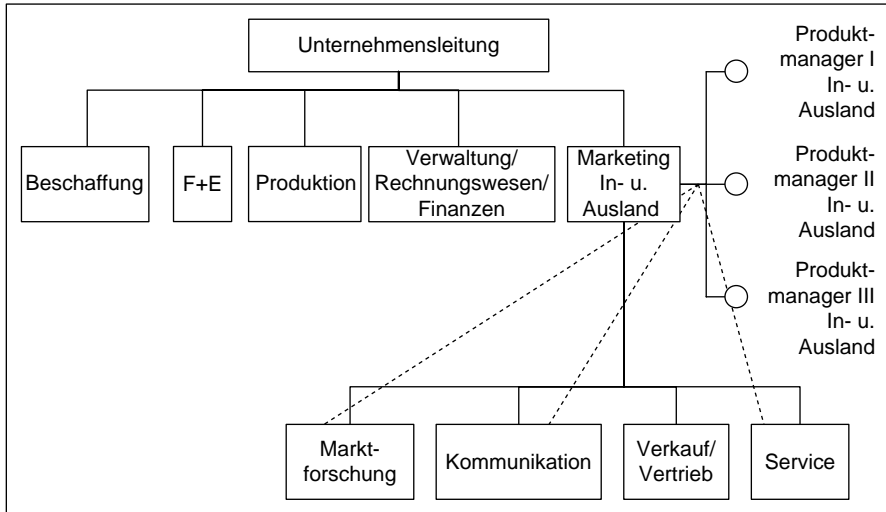 Unternehmensleitung
Beschaffung
F+E
Produktion
Verwaltung/
Rechnungswesen/
Finanzen
Marketing
In- u.
Ausland
Produkt-
manager I
In- u.
Ausland
Produkt-
manager II
In- u.
Ausland
Produkt-
manager III
In- u.
Ausland
Markt-
forschung
Kommunikation
Verkauf/
Vertrieb
Service